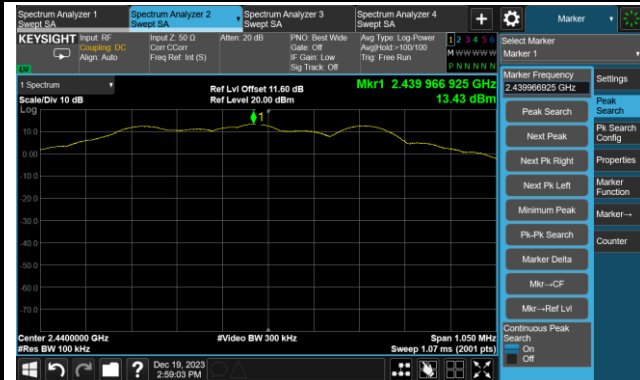 Spectrum Analyzer 1
Swept SA
Spectrum Analyzer 2
Swept SA
Spectrum Analyzer 3
Swept SA
Spectrum Analyzer 4
Swept SA
+
Marker
KEYSIGHT
Input: RF
Coupling: DC
Align: Auto
Input Z: 50 Ω
Corr CCorr
Freq Ref: Int (S)
Atten: 20 dB
PNO: Best Wide
Gate: Off
IF Gain: Low
Sig Track: Off
Avg Type: Log-Power
Avg|Hold:>100/100
Trig: Free Run
1 2 3 4 5 6
M W W W W W
P N N N N N
Select Marker
Marker 1
1 Spectrum
Scale/Div 10 dB
Ref Lvl Offset 11.60 dB
Ref Level 20.00 dBm
Mkr1 2.439 966 925 GHz
13.43 dBm
Log
10.0
0.00
-10.0
-20.0
-30.0
-40.0
-50.0
-60.0
-70.0
1
Center 2.4400000 GHz
#Res BW 100 kHz
#Video BW 300 kHz
Span 1.050 MHz
Sweep 1.07 ms (2001 pts)
Marker Frequency
2.439966925 GHz
Peak Search
Next Peak
Next Pk Right
Next Pk Left
Minimum Peak
Pk-Pk Search
Marker Delta
Mkr→CF
Mkr→Ref Lvl
Continuous Peak
Search
On
Off
Settings
Peak
Search
Pk Search
Config
Properties
Marker
Function
Marker→
Counter
?
Dec 19, 2023
2:59:03 PM